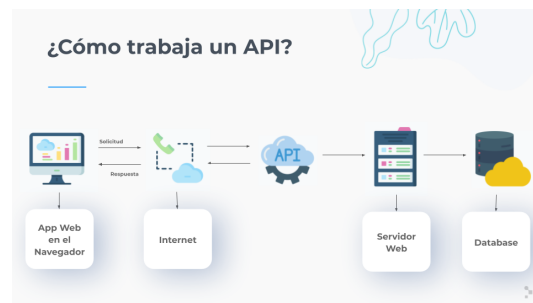 ¿Cómo trabaja un API?
Solicitud
Respuesta
API
App Web
en el
Navegador
Internet
Servidor
Web
Database